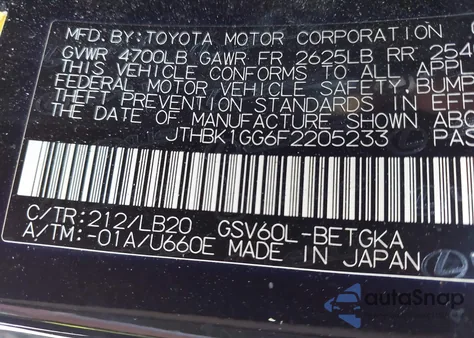 MFD. BY: TOYOTA MOTOR CORPORATION
GVWR 4700LB GAWR FR 2625LB RR 254
THIS VEHICLE CONFORMS TO ALL APPL
FEDERAL MOTOR VEHICLE SAFETY, BUMP
THEFT PREVENTION STANDARDS IN EFFE
THE DATE OF MANUFACTURE SHOWN ABO
JTHBK1GG6F2205233 PAS
C/TR:212/LB20 GSV60L-BETGKA
A/TM:-01A/U660E MADE IN JAPAN
autoSnap